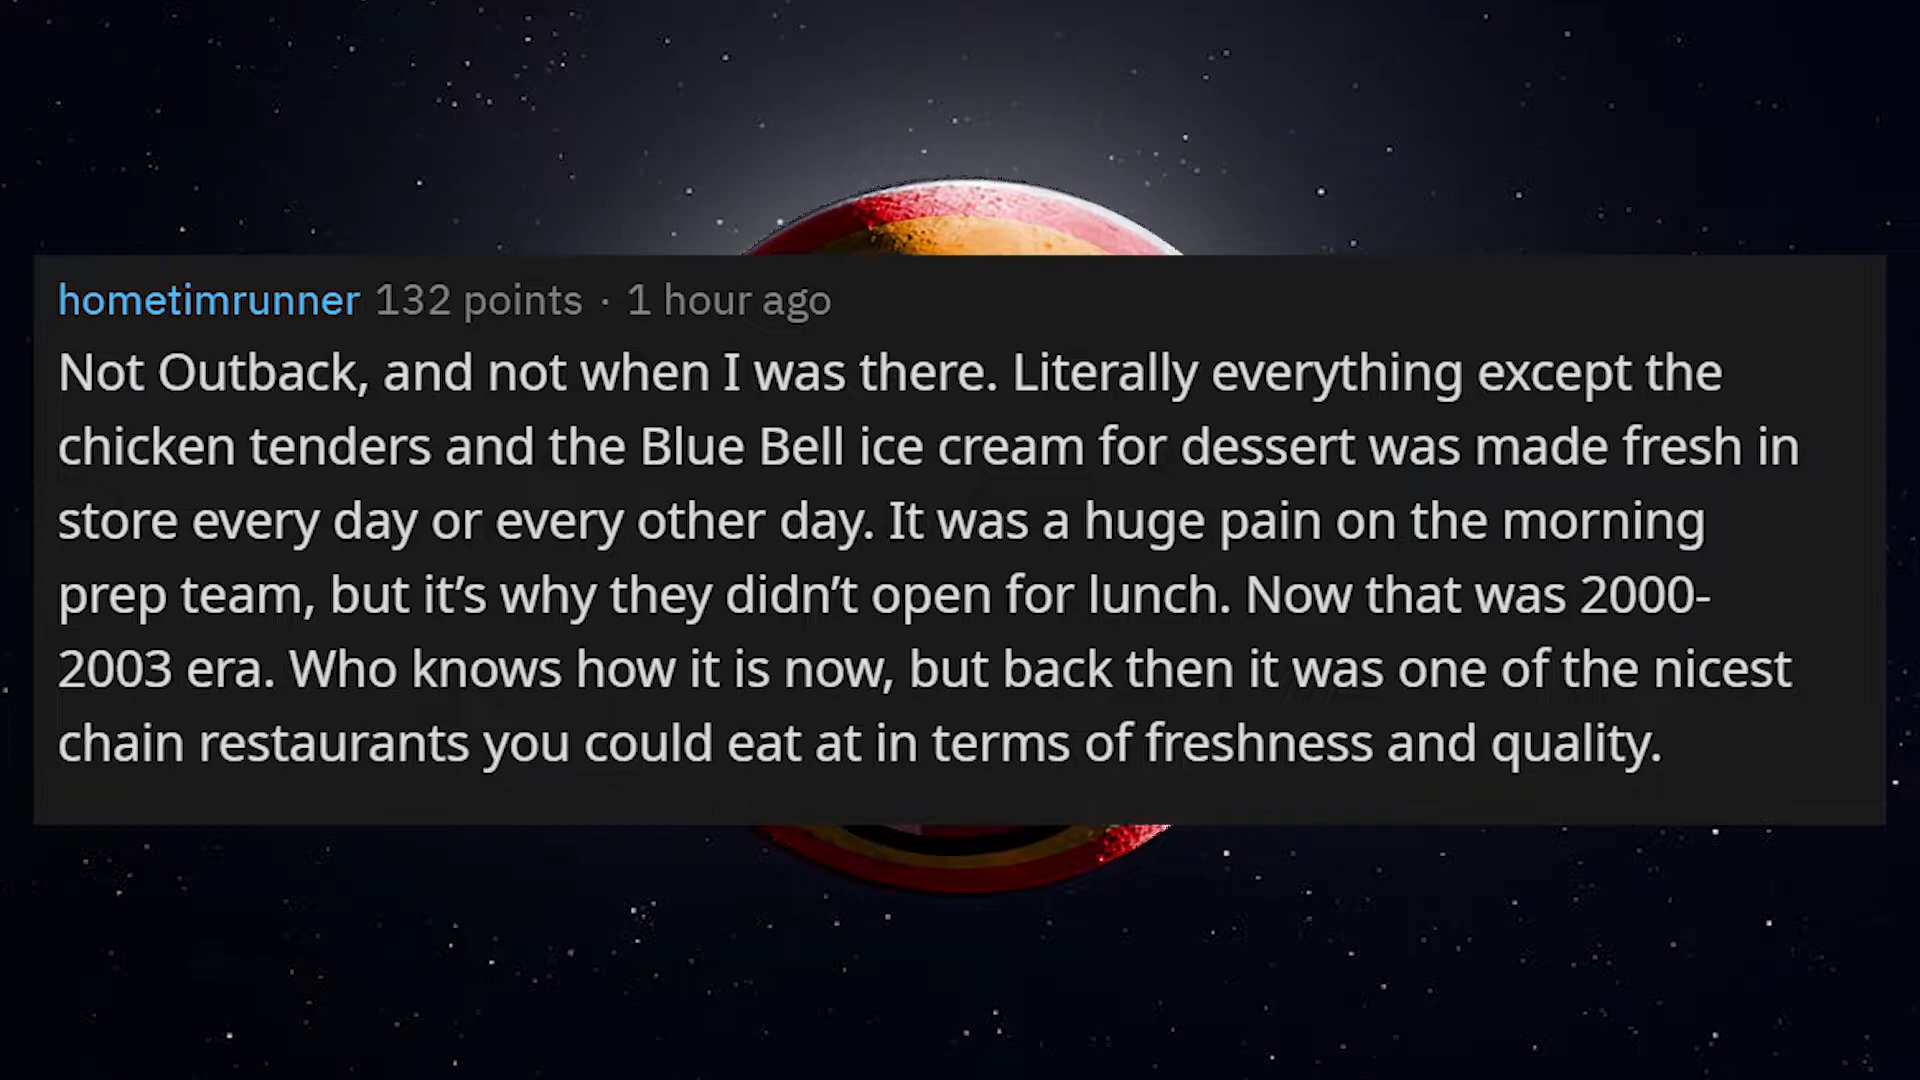 hometimrunner 132 points · 1 hour ago
Not Outback, and not when I was there. Literally everything except the
chicken tenders and the Blue Bell ice cream for dessert was made fresh in
store every day or every other day. It was a huge pain on the morning
prep team, but it’s why they didn’t open for lunch. Now that was 2000-
2003 era. Who knows how it is now, but back then it was one of the nicest
chain restaurants you could eat at in terms of freshness and quality.